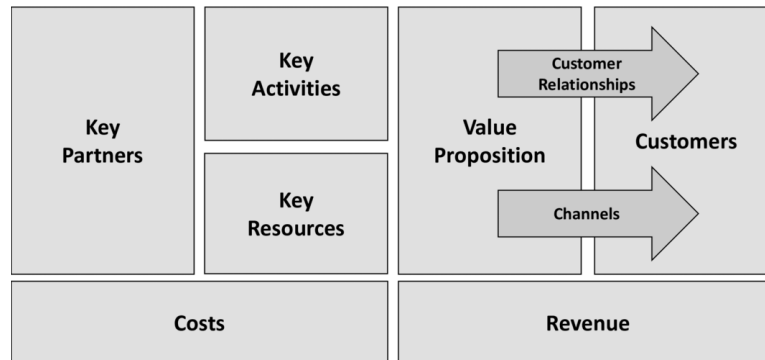 Key
Partners
Key
Activities
Key
Resources
Value
Proposition
Customer
Relationships
Channels
Customers
Costs
Revenue